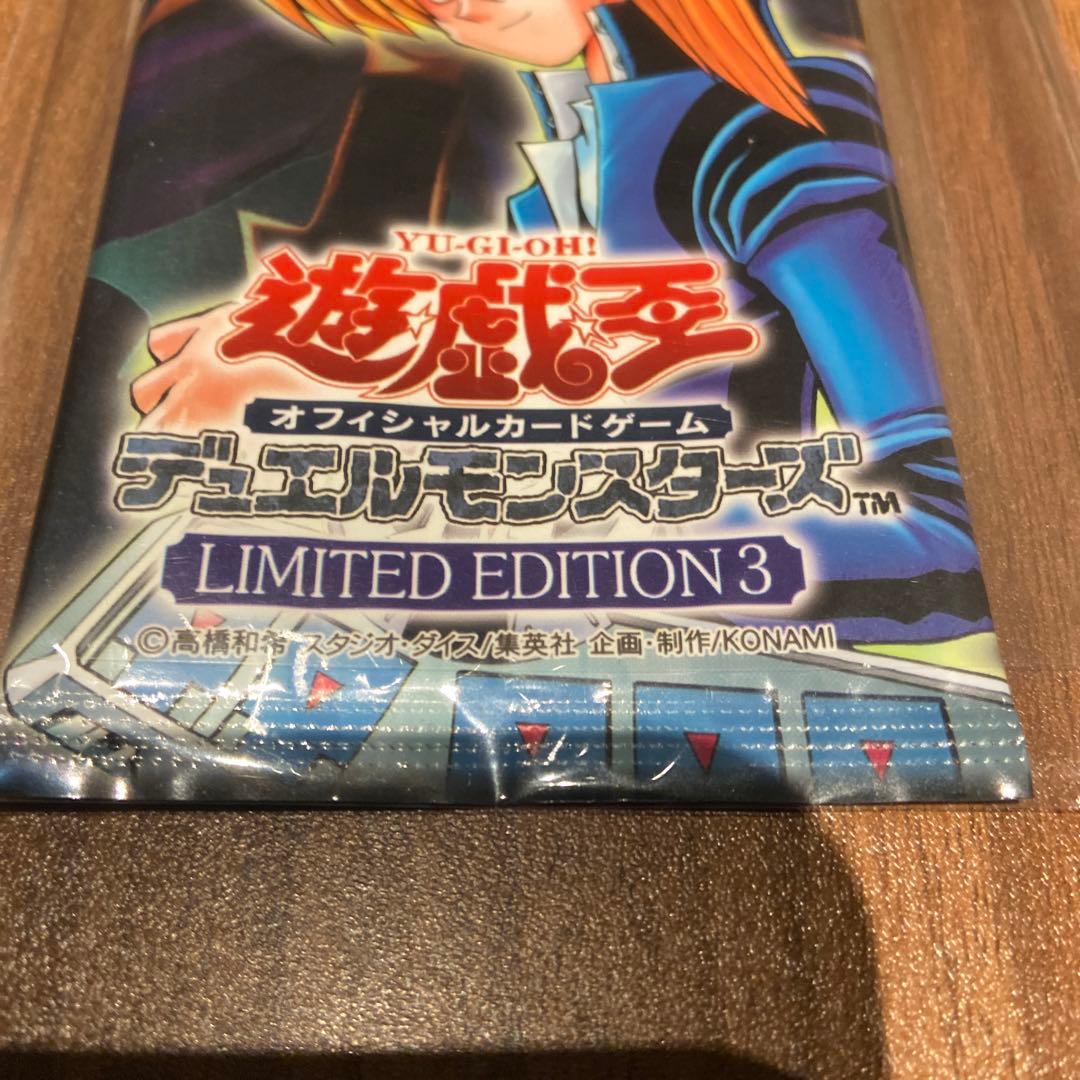 YU-GI-OH!
遊戯王
オフィシャルカードゲーム
デュエルモンスターズ™
LIMITED EDITION 3
©高橋和希 スタジオ・ダイス/集英社 企画・制作/KONAMI